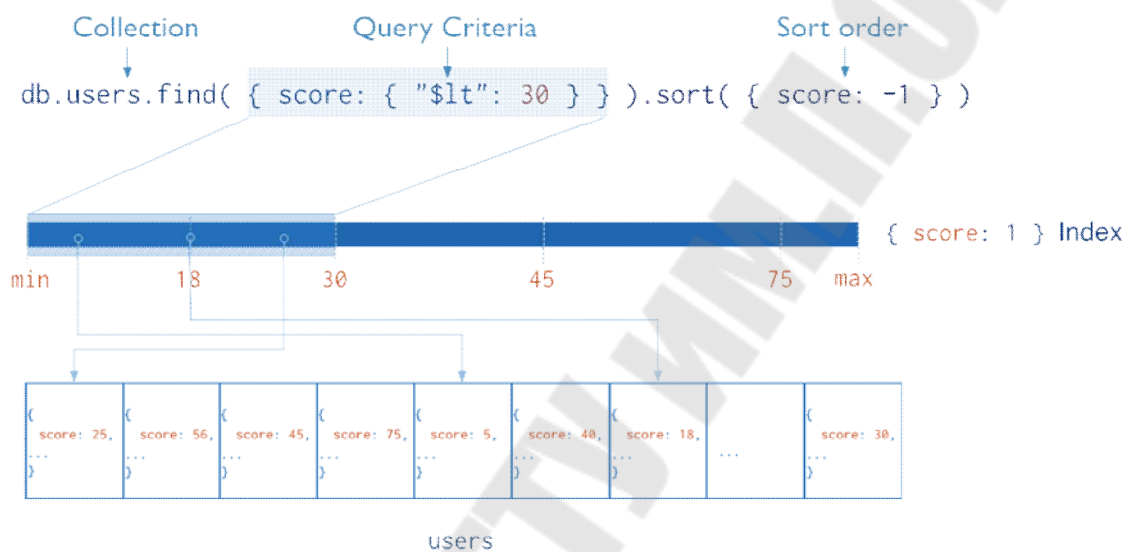 Collection Query Criteria Sort order
db.users.find( { score: { "$lt": 30 } } ).sort( { score: -1 } )
{ score: 1 } Index
min 18 30 45 75 max
{ { { { { { { {
score: 25, score: 56, score: 45, score: 75, score: 5, score: 40, score: 18, score: 30,
... ... ... ... ... ... ... ... ...
} } } } } } } }
users
ТУ ИМ.П.О